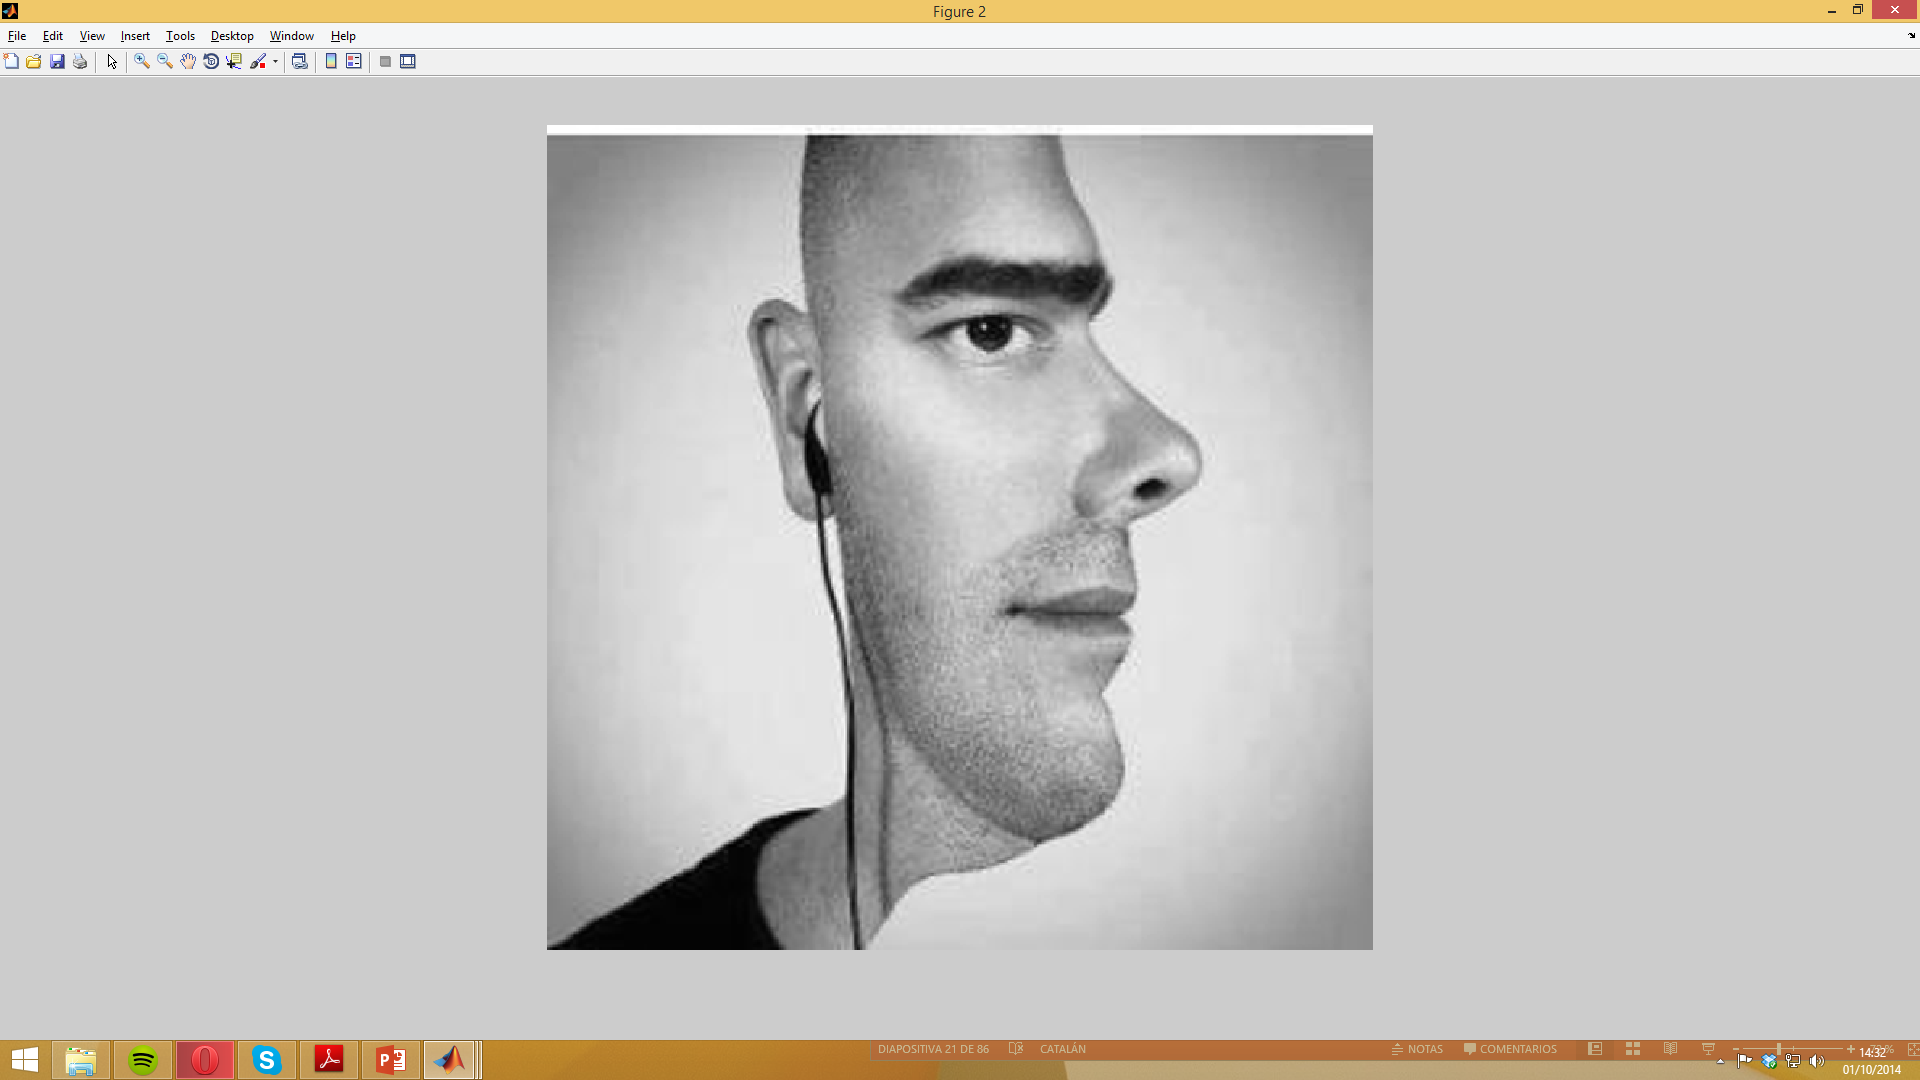 Figure 2
File Edit View Insert Tools Desktop Window Help
DIAPOSITIVA 21 DE 86 CATALÁN NOTAS COMENTARIOS
14:32
01/10/2014